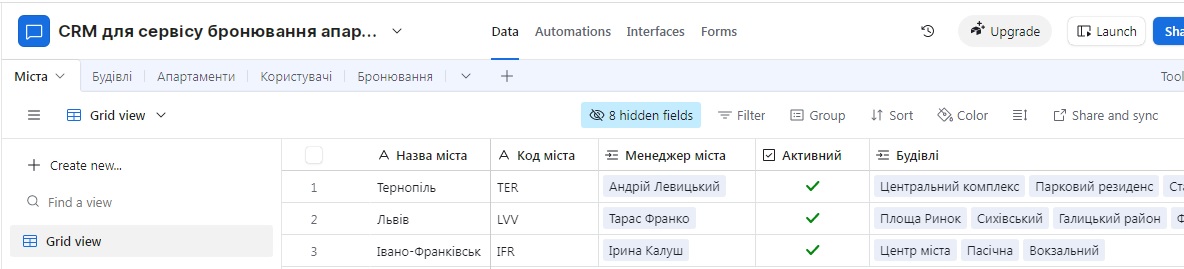 CRM для сервісу бронювання апар...
Data Automations Interfaces Forms Upgrade Launch Sha
Міста Будівлі Апартаменти Користувачі Бронювання Tool
Grid view 8 hidden fields Filter Group Sort Color Share and sync
Create new...
Find a view
Grid view
Назва міста Код міста Менеджер міста Активний Будівлі
1 Тернопіль TER Андрій Левицький Центральний комплекс Парковий резиденс Ста
2 Львів LVV Тарас Франко Площа Ринок Сихівський Галицький район Ф
3 Івано-Франківськ IFR Ірина Калуш Центр міста Пасічна Вокзальний